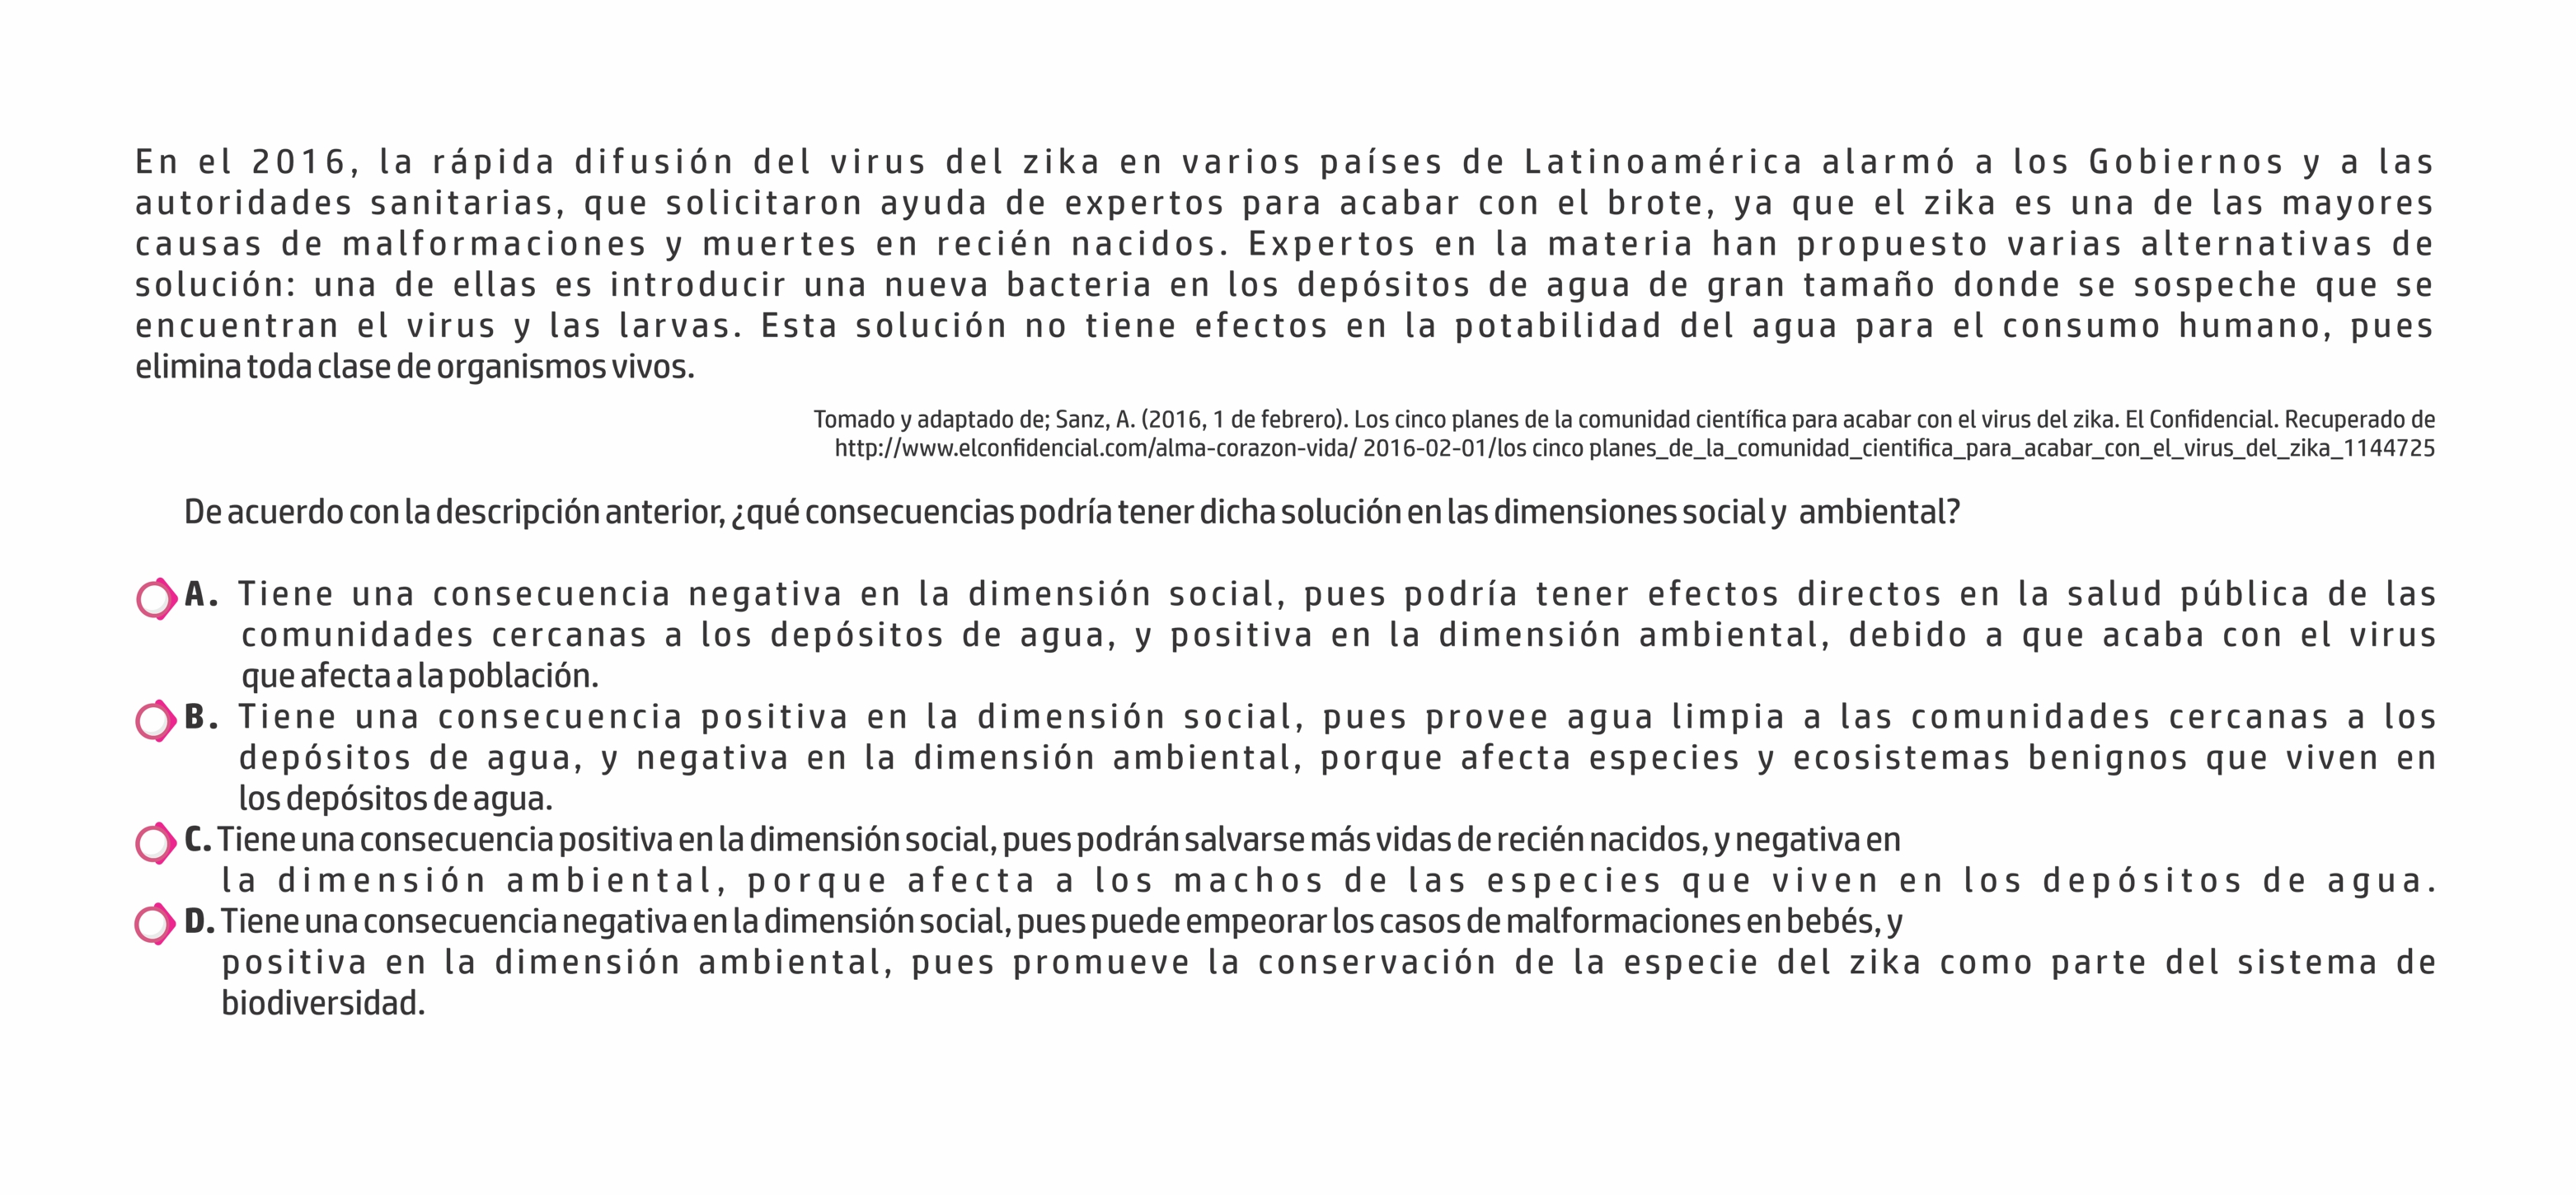 En el 2016, la rápida difusión del virus del zika en varios países de Latinoamérica alarmó a los Gobiernos y a las
autoridades sanitarias, que solicitaron ayuda de expertos para acabar con el brote, ya que el zika es una de las mayores
causas de malformaciones y muertes en recién nacidos. Expertos en la materia han propuesto varias alternativas de
solución: una de ellas es introducir una nueva bacteria en los depósitos de agua de gran tamaño donde se sospeche que se
encuentran el virus y las larvas. Esta solución no tiene efectos en la potabilidad del agua para el consumo humano, pues
elimina toda clase de organismos vivos.
Tomado y adaptado de; Sanz, A. (2016, 1 de febrero). Los cinco planes de la comunidad científica para acabar con el virus del zika. El Confidencial. Recuperado de
http://www.elconfidencial.com/alma-corazon-vida/ 2016-02-01/los cinco planes_de_la_comunidad_cientifica_para_acabar_con_el_virus_del_zika_1144725
De acuerdo con la descripción anterior, ¿qué consecuencias podría tener dicha solución en las dimensiones social y ambiental?
A. Tiene una consecuencia negativa en la dimensión social, pues podría tener efectos directos en la salud pública de las
comunidades cercanas a los depósitos de agua, y positiva en la dimensión ambiental, debido a que acaba con el virus
que afecta a la población.
B. Tiene una consecuencia positiva en la dimensión social, pues provee agua limpia a las comunidades cercanas a los
depósitos de agua, y negativa en la dimensión ambiental, porque afecta especies y ecosistemas benignos que viven en
los depósitos de agua.
C. Tiene una consecuencia positiva en la dimensión social, pues podrán salvarse más vidas de recién nacidos, y negativa en
la dimensión ambiental, porque afecta a los machos de las especies que viven en los depósitos de agua.
D. Tiene una consecuencia negativa en la dimensión social, pues puede empeorar los casos de malformaciones en bebés, y
positiva en la dimensión ambiental, pues promueve la conservación de la especie del zika como parte del sistema de
biodiversidad.